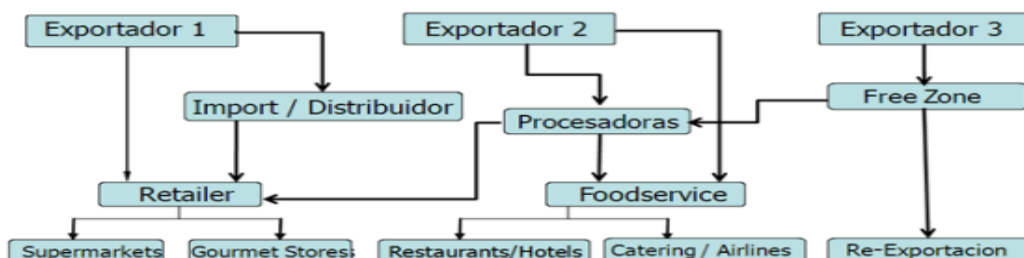 Exportador 1
Exportador 2
Exportador 3
Import / Distribuidor
Free Zone
Procesadoras
Retailer
Foodservice
Supermarkets
Gourmet Stores
Restaurants/Hotels
Catering / Airlines
Re-Exportacion